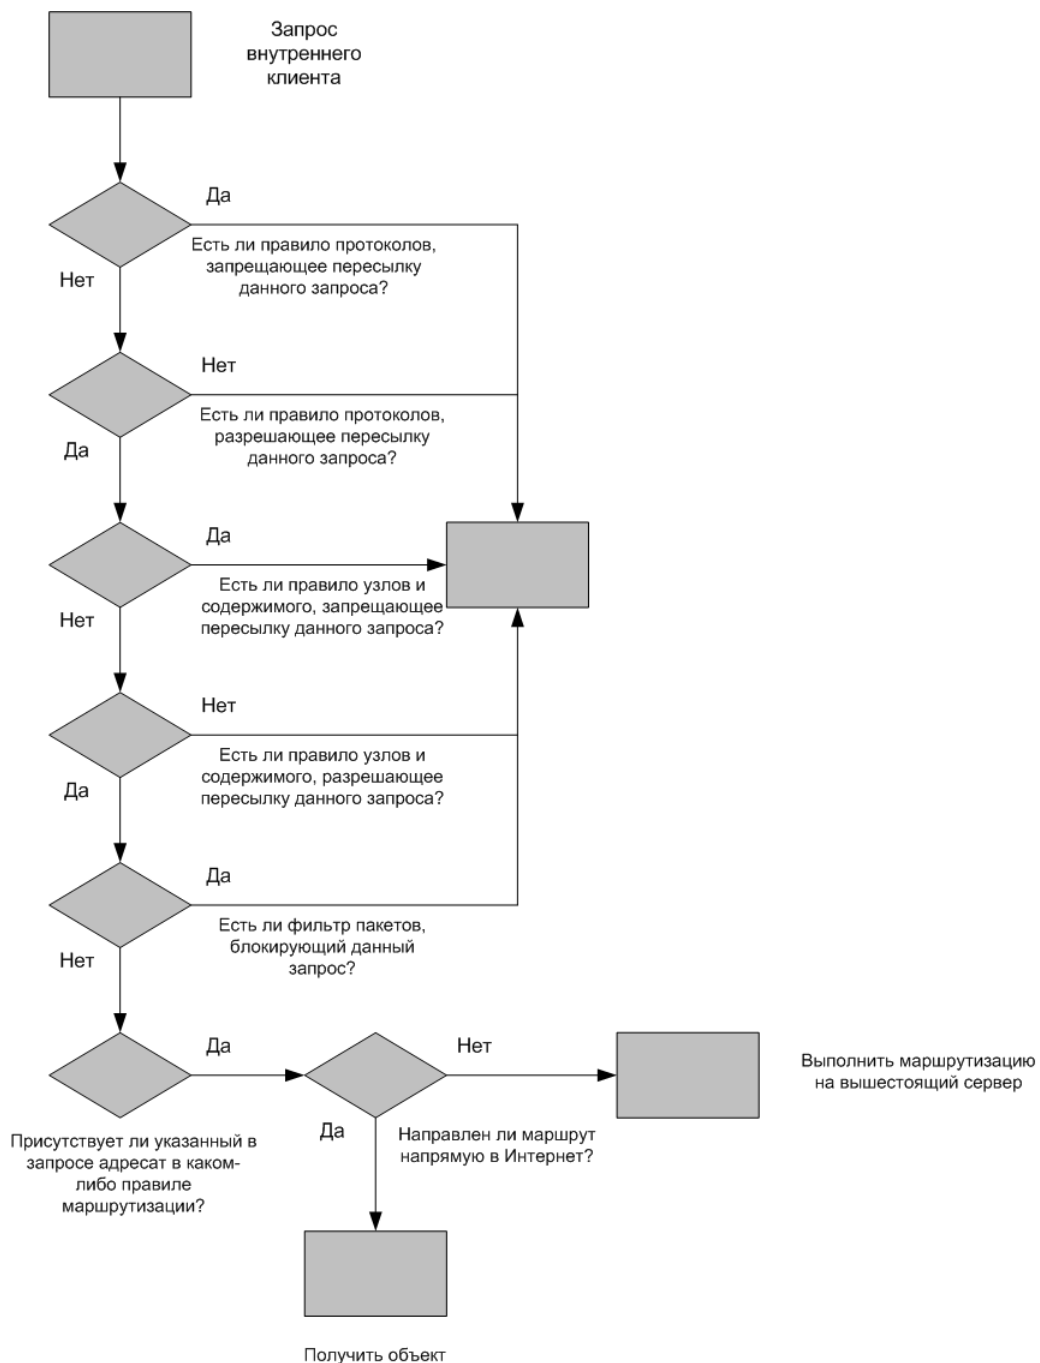 Запрос
внутреннего
клиента
Да
Есть ли правило протоколов,
запрещающее пересылку
данного запроса?
Нет
Нет
Есть ли правило протоколов,
разрешающее пересылку
данного запроса?
Да
Да
Есть ли правило узлов и
содержимого, запрещающее
пересылку данного запроса?
Нет
Нет
Есть ли правило узлов и
содержимого, разрешающее
пересылку данного запроса?
Да
Да
Есть ли фильтр пакетов,
блокирующий данный
запрос?
Нет
Да
Нет
Выполнить маршрутизацию
на вышестоящий сервер
Присутствует ли указанный в
запросе адресат в каком-
либо правиле
маршрутизации?
Да
Направлен ли маршрут
напрямую в Интернет?
Получить объект